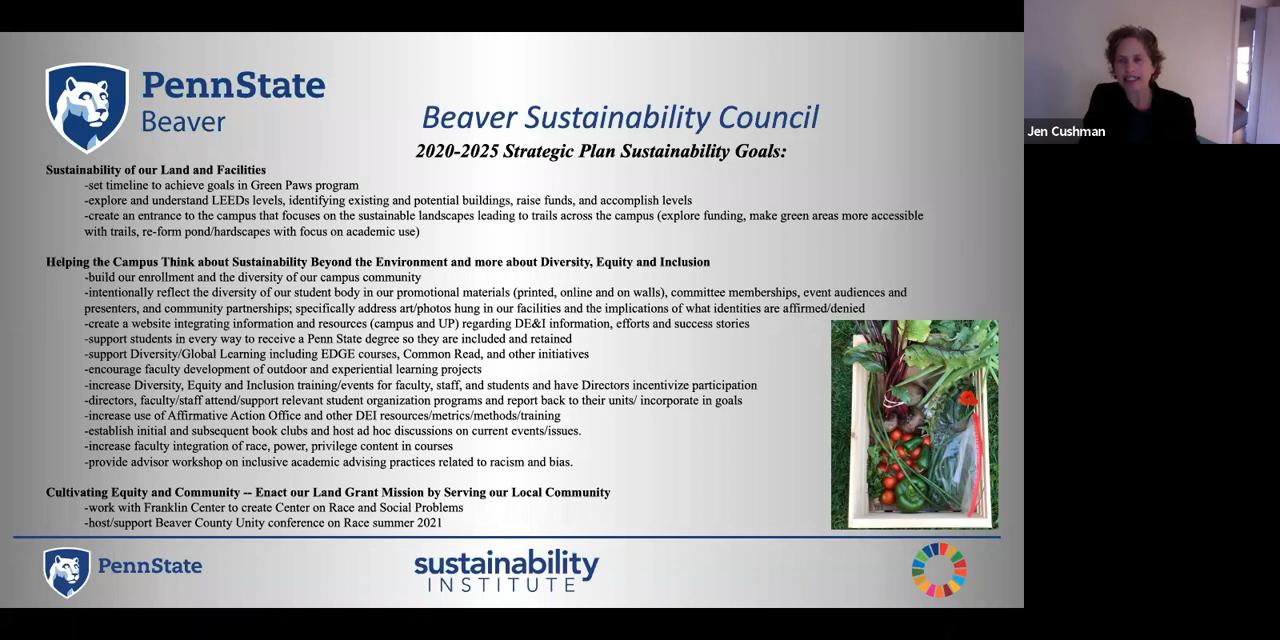 PennState
Beaver
Beaver Sustainability Council
2020-2025 Strategic Plan Sustainability Goals:
Sustainability of our Land and Facilities
-set timeline to achieve goals in Green Paws program
-explore and understand LEEDs levels, identifying existing and potential buildings, raise funds, and accomplish levels
-create an entrance to the campus that focuses on the sustainable landscapes leading to trails across the campus (explore funding, make green areas more accessible
with trails, re-form pond/hardscapes with focus on academic use)
Helping the Campus Think about Sustainability Beyond the Environment and more about Diversity, Equity and Inclusion
-build our enrollment and the diversity of our campus community
-intentionally reflect the diversity of our student body in our promotional materials (printed, online and on walls), committee memberships, event audiences and
presenters, and community partnerships; specifically address art/photos hung in our facilities and the implications of what identities are affirmed/denied
-create a website integrating information and resources (campus and UP) regarding DE&I information, efforts and success stories
-support students in every way to receive a Penn State degree so they are included and retained
-support Diversity/Global Learning including EDGE courses, Common Read, and other initiatives
-encourage faculty development of outdoor and experiential learning projects
-increase Diversity, Equity and Inclusion training/events for faculty, staff, and students and have Directors incentivize participation
-directors, faculty/staff attend/support relevant student organization programs and report back to their units/ incorporate in goals
-increase use of Affirmative Action Office and other DEI resources/metrics/methods/training
-establish initial and subsequent book clubs and host ad hoc discussions on current events/issues.
-increase faculty integration of race, power, privilege content in courses
-provide advisor workshop on inclusive academic advising practices related to racism and bias.
Cultivating Equity and Community -- Enact our Land Grant Mission by Serving our Local Community
-work with Franklin Center to create Center on Race and Social Problems
-host/support Beaver County Unity conference on Race summer 2021
PennState
sustainability
INSTITUTE
Jen Cushman